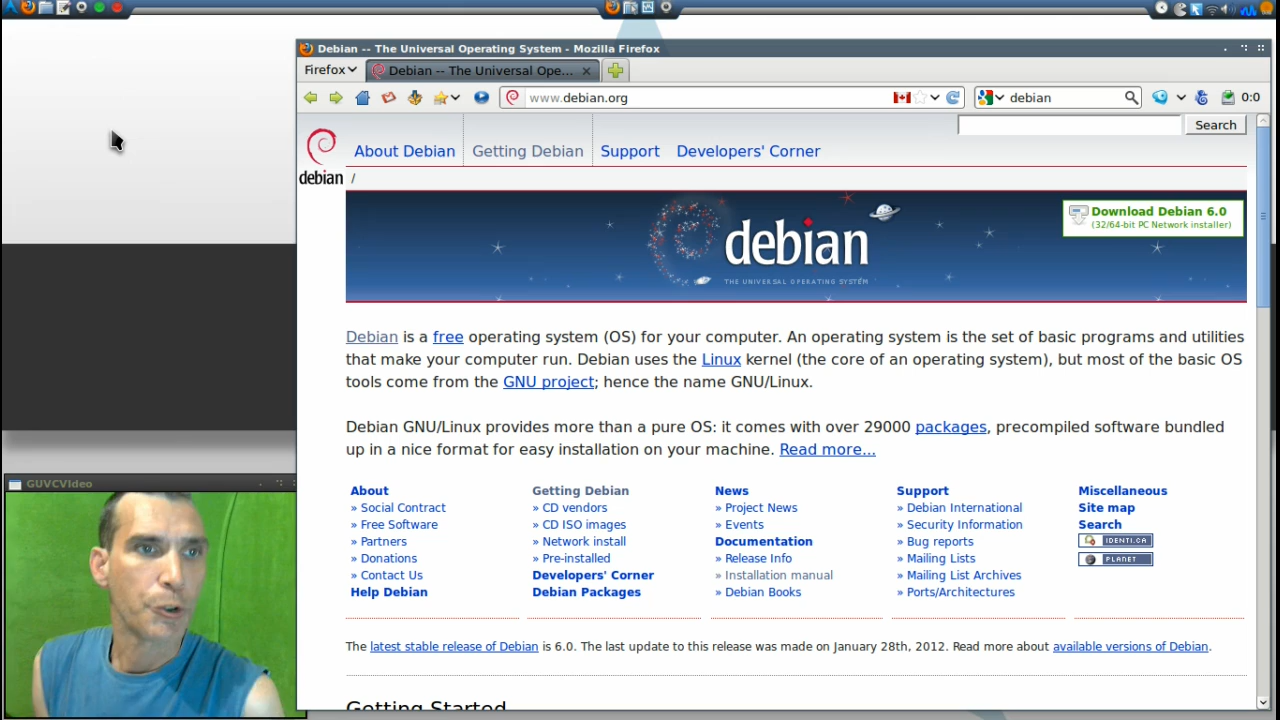 Debian -- The Universal Operating System - Mozilla Firefox
Firefox
Debian -- The Universal Ope...
www.debian.org
debian
0:0
Search
About Debian
Getting Debian
Support
Developers' Corner
debian
/
debian
THE UNIVERSAL OPERATING SYSTEM
Download Debian 6.0
(32/64-bit PC Network installer)
Debian is a free operating system (OS) for your computer. An operating system is the set of basic programs and utilities
that make your computer run. Debian uses the Linux kernel (the core of an operating system), but most of the basic OS
tools come from the GNU project; hence the name GNU/Linux.
Debian GNU/Linux provides more than a pure OS: it comes with over 29000 packages, precompiled software bundled
up in a nice format for easy installation on your machine. Read more...
About
» Social Contract
» Free Software
» Partners
» Donations
» Contact Us
Help Debian
Getting Debian
» CD vendors
» CD ISO images
» Network install
» Pre-installed
Developers' Corner
Debian Packages
News
» Project News
» Events
Documentation
» Release Info
» Installation manual
» Debian Books
Support
» Debian International
» Security Information
» Bug reports
» Mailing Lists
» Mailing List Archives
» Ports/Architectures
Miscellaneous
Site map
Search
IDENTI.CA
PLANET
The latest stable release of Debian is 6.0. The last update to this release was made on January 28th, 2012. Read more about available versions of Debian.
Getting Started
GUVCVideo